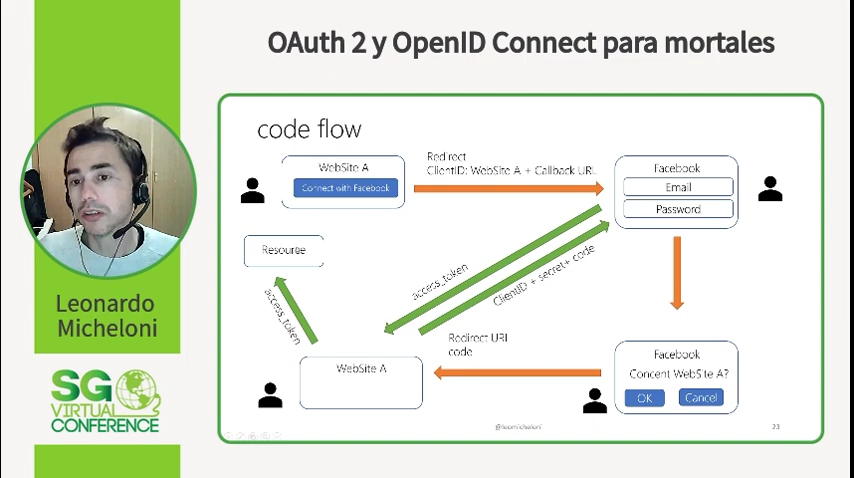 OAuth 2 y OpenID Connect para mortales
code flow
WebSite A
Connect with Facebook
Redirect
ClientID: WebSite A + Callback URL
Facebook
Email
Password
Resource
access_token
ClientID + secret+ code
access_token
Leonardo
Micheloni
WebSite A
Redirect URI
code
Facebook
Concent WebSite A?
OK
Cancel
SG
VIRTUAL
CONFERENCE
@leomicheloni
23